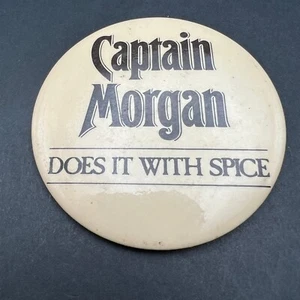 Captain
Morgan
DOES IT WITH SPICE